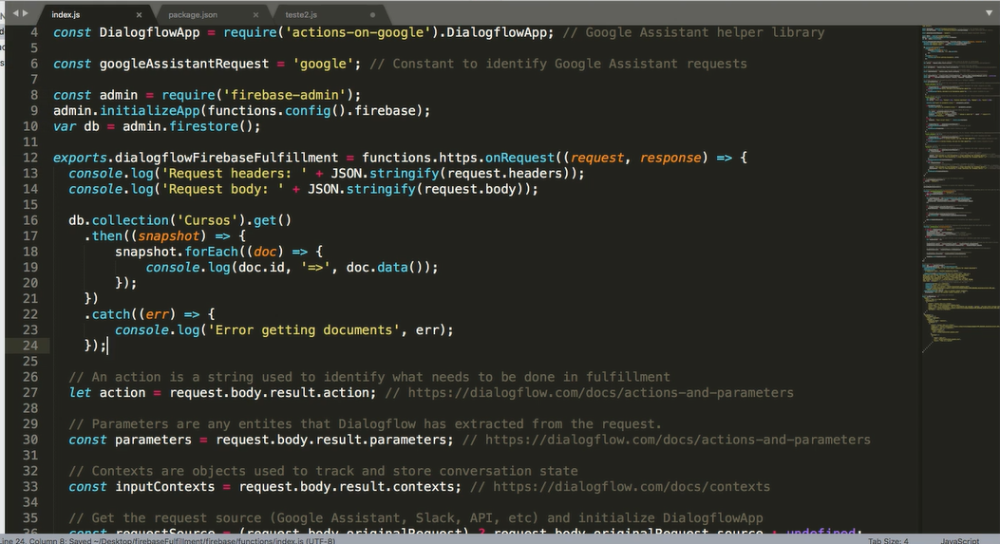 index.js × package.json × teste2.js
4 const DialogflowApp = require('actions-on-google').DialogflowApp; // Google Assistant helper library
5
6 const googleAssistantRequest = 'google'; // Constant to identify Google Assistant requests
7
8 const admin = require('firebase-admin');
9 admin.initializeApp(functions.config().firebase);
10 var db = admin.firestore();
11
12 exports.dialogflowFirebaseFulfillment = functions.https.onRequest((request, response) => {
13 console.log('Request headers: ' + JSON.stringify(request.headers));
14 console.log('Request body: ' + JSON.stringify(request.body));
15
16 db.collection('Cursos').get()
17 .then((snapshot) => {
18 snapshot.forEach((doc) => {
19 console.log(doc.id, '=>', doc.data());
20 });
21 })
22 .catch((err) => {
23 console.log('Error getting documents', err);
24 });
25
26 // An action is a string used to identify what needs to be done in fulfillment
27 let action = request.body.result.action; // https://dialogflow.com/docs/actions-and-parameters
28
29 // Parameters are any entites that Dialogflow has extracted from the request.
30 const parameters = request.body.result.parameters; // https://dialogflow.com/docs/actions-and-parameters
31
32 // Contexts are objects used to track and store conversation state
33 const inputContexts = request.body.result.contexts; // https://dialogflow.com/docs/contexts
34
35 // Get the request source (Google Assistant, Slack, API, etc) and initialize DialogflowApp
36 const requestSource = (request.body.originalRequest) ? request.body.originalRequest.source : undefined;
Line 24, Column 8; Saved ~/Desktop/firebaseFulfillment/firebase/functions/index.js (UTF-8) Tab Size: 4 JavaScript